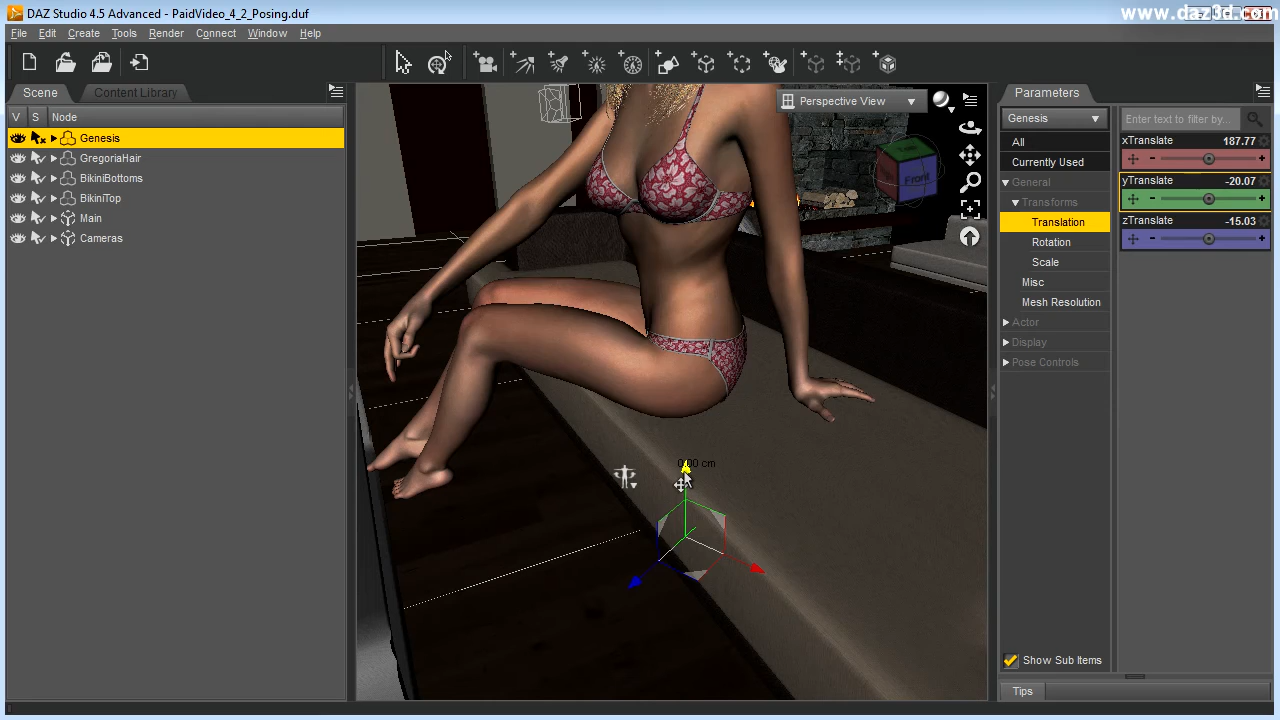 DAZ Studio 4.5 Advanced - PaidVideo_4_2_Posing.duf
www.daz3d.com
File Edit Create Tools Render Connect Window Help
Scene Content Library
V S Node
Genesis
GregoriaHair
BikiniBottoms
BikiniTop
Main
Cameras
Perspective View
Front
0.00 cm
Parameters
Genesis
All
Currently Used
General
Transforms
Translation
Rotation
Scale
Misc
Mesh Resolution
Actor
Display
Pose Controls
Enter text to filter by...
xTranslate 187.77
yTranslate -20.07
zTranslate -15.03
Show Sub Items
Tips